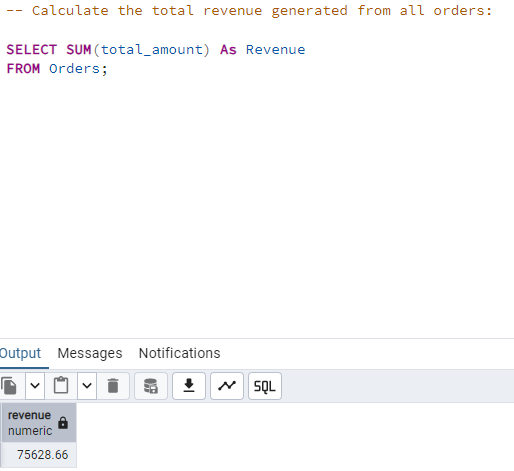 -- Calculate the total revenue generated from all orders:
SELECT SUM(total_amount) As Revenue
FROM Orders;
Output Messages Notifications
SQL
revenue
numeric
75628.66